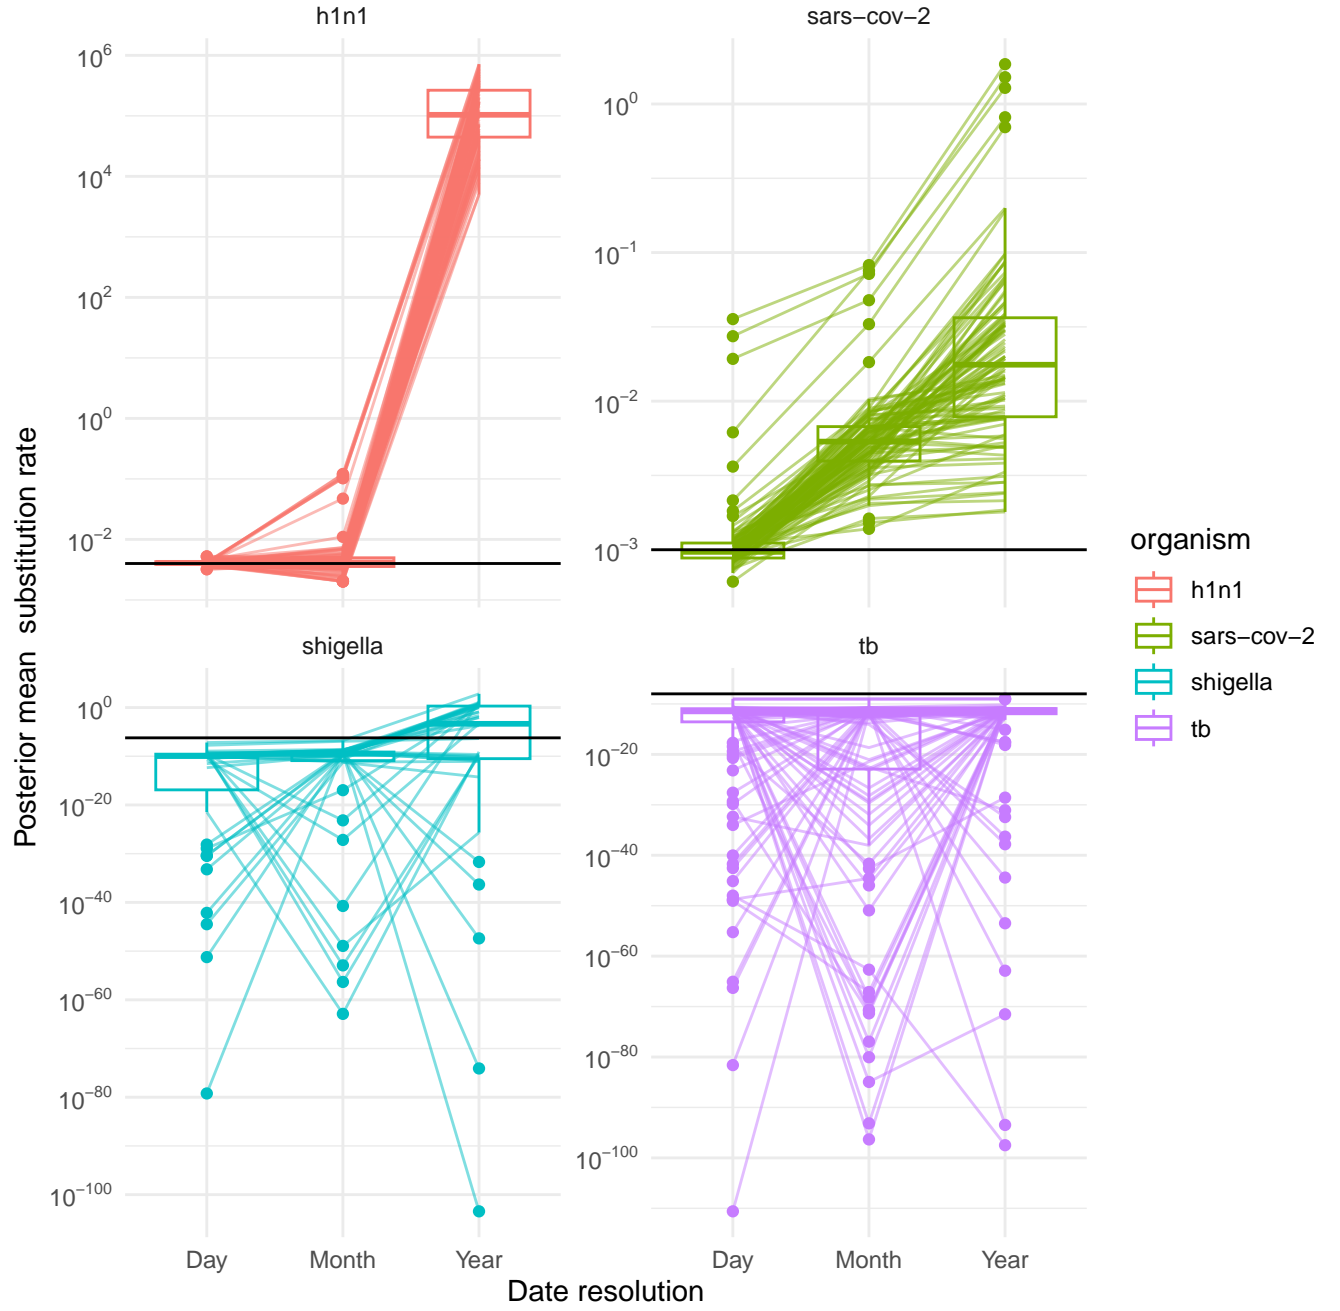 h1n1
sars−cov−2
10^6
10^4
10^2
10^0
10^−2
10^0
10^−1
10^−2
10^−3
shigella
tb
10^0
10^−20
10^−40
10^−60
10^−80
10^−100
10^−20
10^−40
10^−60
10^−80
10^−100
Day
Month
Year
Day
Month
Year
Date resolution
Posterior mean substitution rate
organism
h1n1
sars−cov−2
shigella
tb